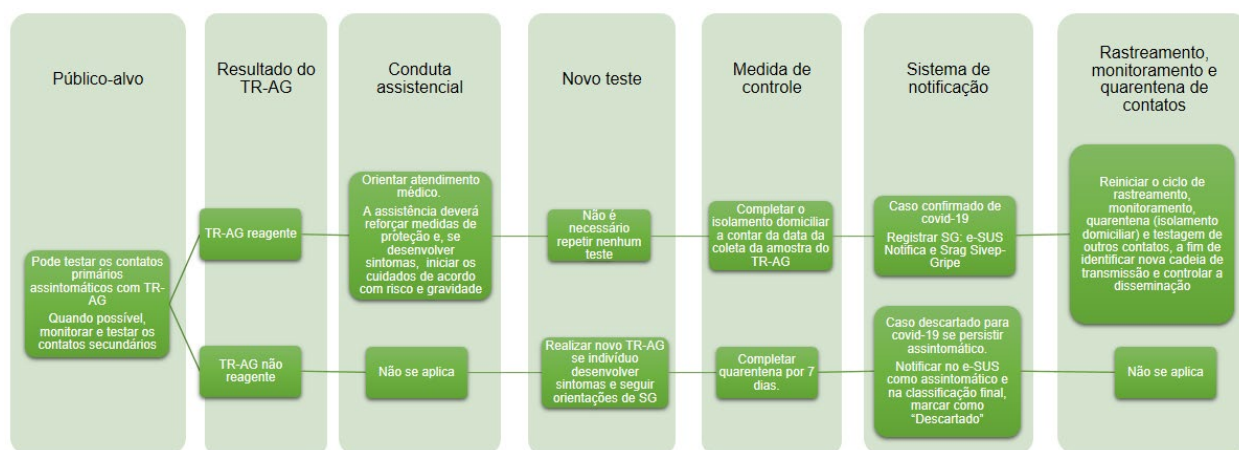 Público-alvo
Resultado do
TR-AG
Conduta
assistencial
Novo teste
Medida de
controle
Sistema de
notificação
Rastreamento,
monitoramento e
quarentena de
contatos
Pode testar os contatos
primários
assintomáticos com TR-
AG
Quando possível,
monitorar e testar os
contatos secundários
TR-AG reagente
Orientar atendimento
médico.
A assistência deverá
reforçar medidas de
proteção e, se
desenvolver
sintomas, iniciar os
cuidados de acordo
com risco e gravidade
Não é
necessário
repetir nenhum
teste
Completar o
isolamento domiciliar
a contar da data da
coleta da amostra do
TR-AG
Caso confirmado de
covid-19
Registrar SG: e-SUS
Notifica e Srag Sivep-
Gripe
Reiniciar o ciclo de
rastreamento,
monitoramento,
quarentena (isolamento
domiciliar) e testagem de
outros contatos, a fim de
identificar nova cadeia de
transmissão e controlar a
disseminação
TR-AG não
reagente
Não se aplica
Realizar novo TR-AG
se indivíduo
desenvolver
sintomas e seguir
orientações de SG
Completar
quarentena por 7
dias.
Caso descartado para
covid-19 se persistir
assintomático.
Notificar no e-SUS
como assintomático e
na classificação final,
marcar como
“Descartado”
Não se aplica